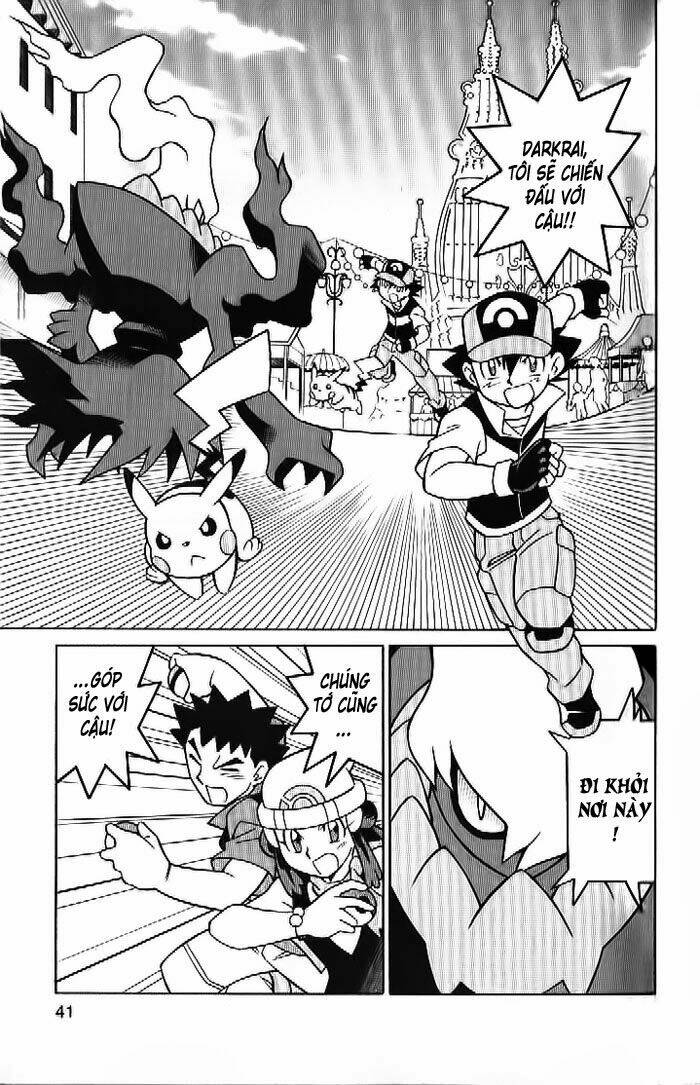 DARKRAI,
TÔI SẼ CHIẾN
ĐẤU VỚI
CẬU!!
ĐI KHỎI
NƠI NÀY
!
CHÚNG
TỚ CŨNG
...
...GÓP
SỨC VỚI
CẬU!
41